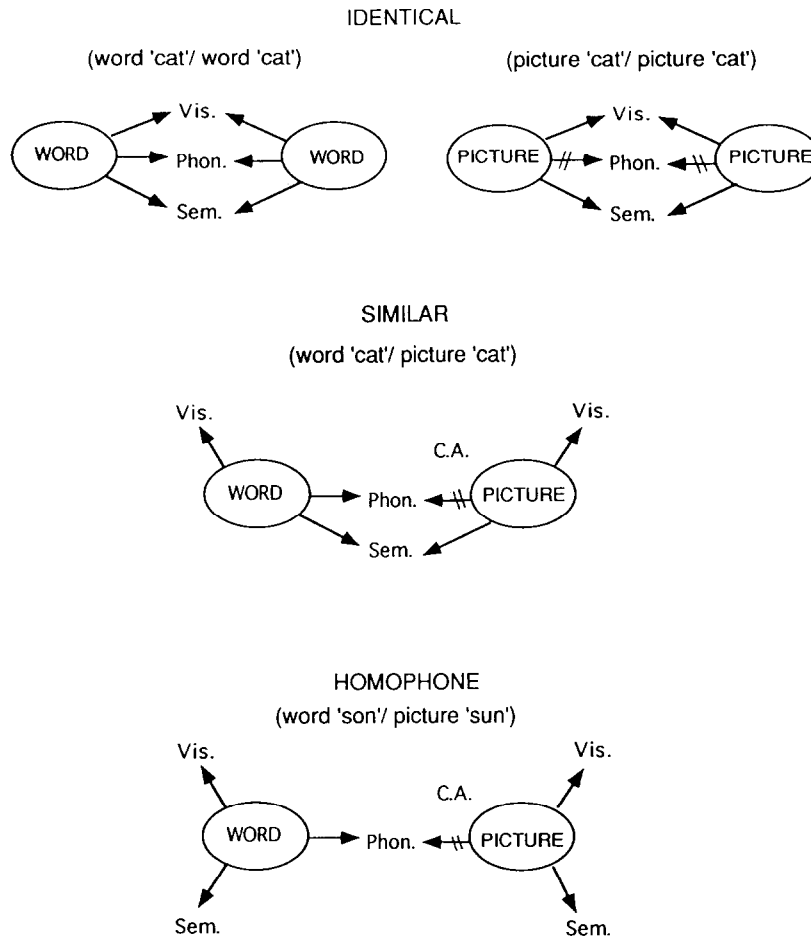 IDENTICAL
(word 'cat'/ word 'cat') (picture 'cat'/ picture 'cat')
Vis. Vis.
WORD Phon. WORD PICTURE Phon. PICTURE
Sem. Sem.
SIMILAR
(word 'cat'/ picture 'cat')
Vis. Vis.
C.A.
WORD Phon. PICTURE
Sem.
HOMOPHONE
(word 'son'/ picture 'sun')
Vis. Vis.
C.A.
WORD Phon. PICTURE
Sem. Sem.